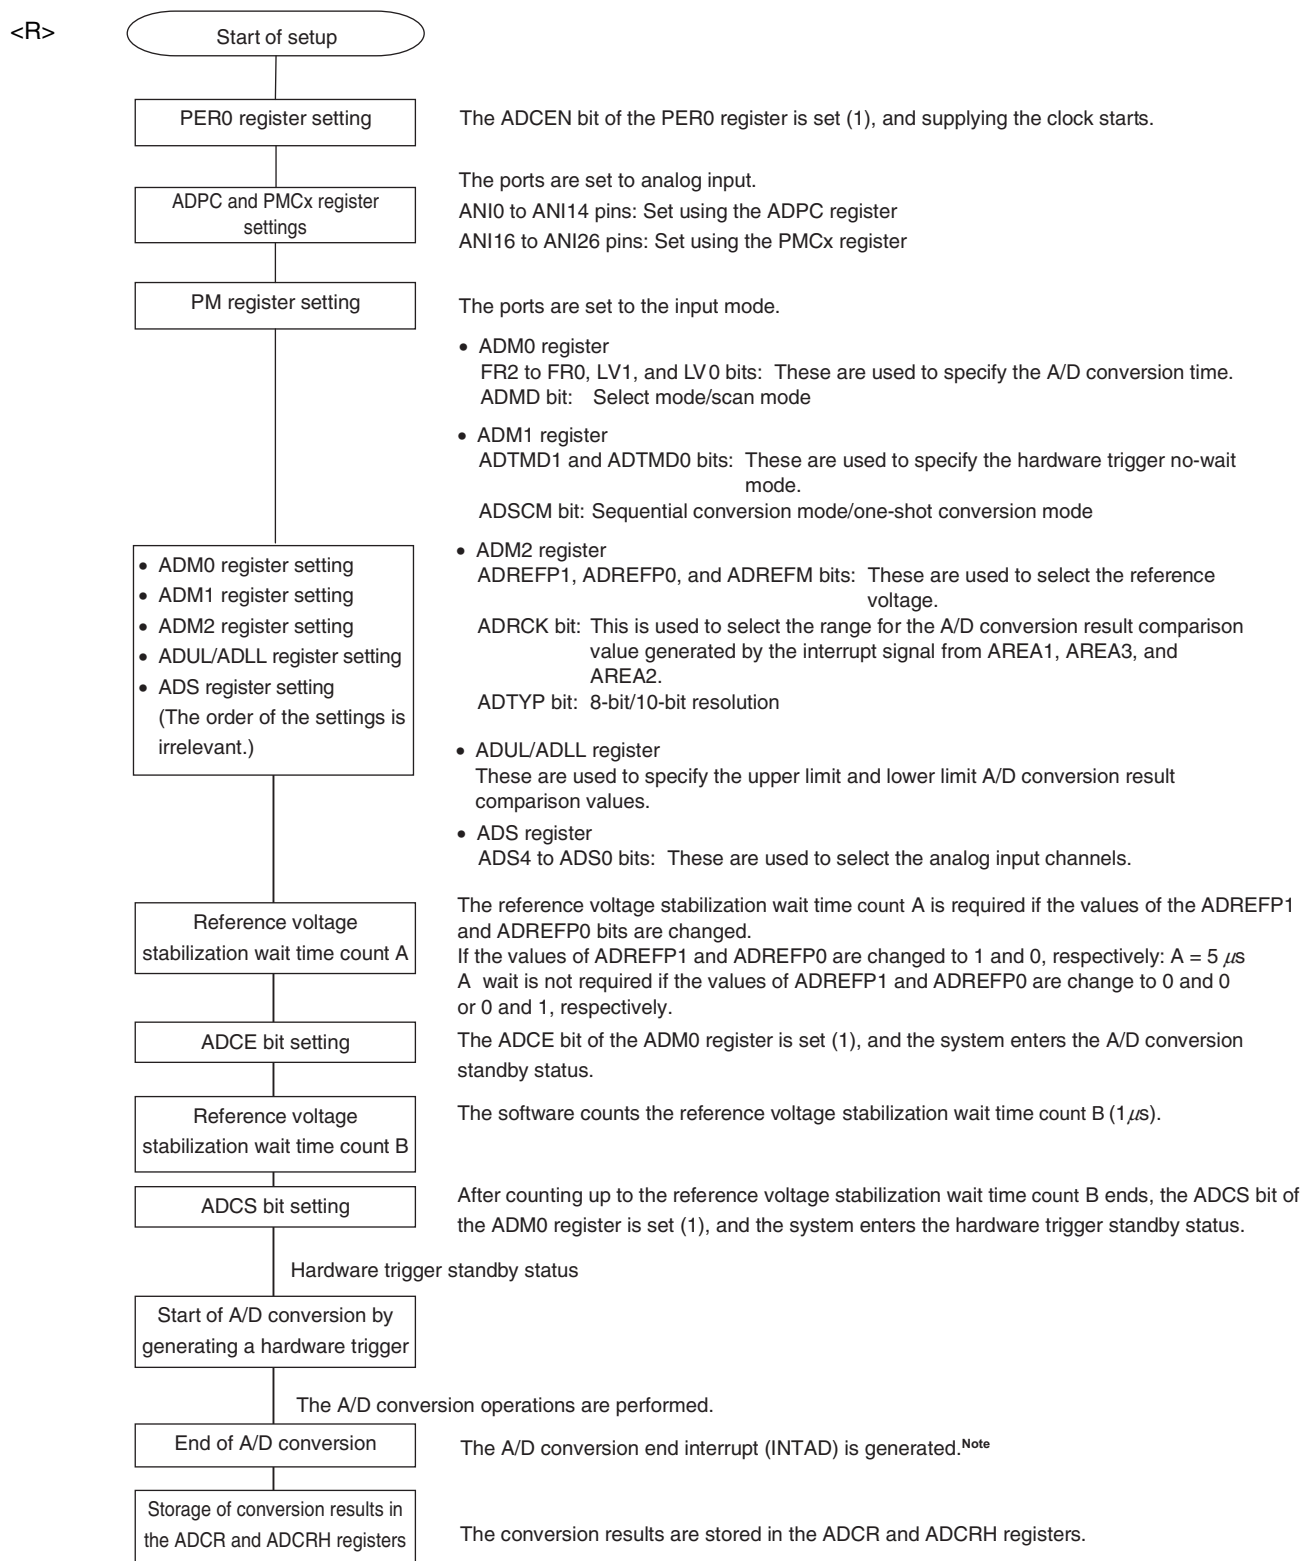 <R>
Start of setup
PER0 register setting
The ADCEN bit of the PER0 register is set (1), and supplying the clock starts.
ADPC and PMCx register
settings
The ports are set to analog input.
ANI0 to ANI14 pins: Set using the ADPC register
ANI16 to ANI26 pins: Set using the PMCx register
PM register setting
The ports are set to the input mode.
• ADM0 register
FR2 to FR0, LV1, and LV0 bits: These are used to specify the A/D conversion time.
ADMD bit: Select mode/scan mode
• ADM1 register
ADTMD1 and ADTMD0 bits: These are used to specify the hardware trigger no-wait
mode.
ADSCM bit: Sequential conversion mode/one-shot conversion mode
• ADM0 register setting
• ADM1 register setting
• ADM2 register setting
• ADUL/ADLL register setting
• ADS register setting
(The order of the settings is
irrelevant.)
• ADM2 register
ADREFP1, ADREFP0, and ADREFM bits: These are used to select the reference
voltage.
ADRCK bit: This is used to select the range for the A/D conversion result comparison
value generated by the interrupt signal from AREA1, AREA3, and
AREA2.
ADTYP bit: 8-bit/10-bit resolution
• ADUL/ADLL register
These are used to specify the upper limit and lower limit A/D conversion result
comparison values.
• ADS register
ADS4 to ADS0 bits: These are used to select the analog input channels.
Reference voltage
stabilization wait time count A
The reference voltage stabilization wait time count A is required if the values of the ADREFP1
and ADREFP0 bits are changed.
If the values of ADREFP1 and ADREFP0 are changed to 1 and 0, respectively: A = 5 μs
A wait is not required if the values of ADREFP1 and ADREFP0 are change to 0 and 0
or 0 and 1, respectively.
ADCE bit setting
The ADCE bit of the ADM0 register is set (1), and the system enters the A/D conversion
standby status.
Reference voltage
stabilization wait time count B
The software counts the reference voltage stabilization wait time count B (1 μs).
ADCS bit setting
After counting up to the reference voltage stabilization wait time count B ends, the ADCS bit of
the ADM0 register is set (1), and the system enters the hardware trigger standby status.
Hardware trigger standby status
Start of A/D conversion by
generating a hardware trigger
The A/D conversion operations are performed.
End of A/D conversion
The A/D conversion end interrupt (INTAD) is generated.Note
Storage of conversion results in
the ADCR and ADCRH registers
The conversion results are stored in the ADCR and ADCRH registers.